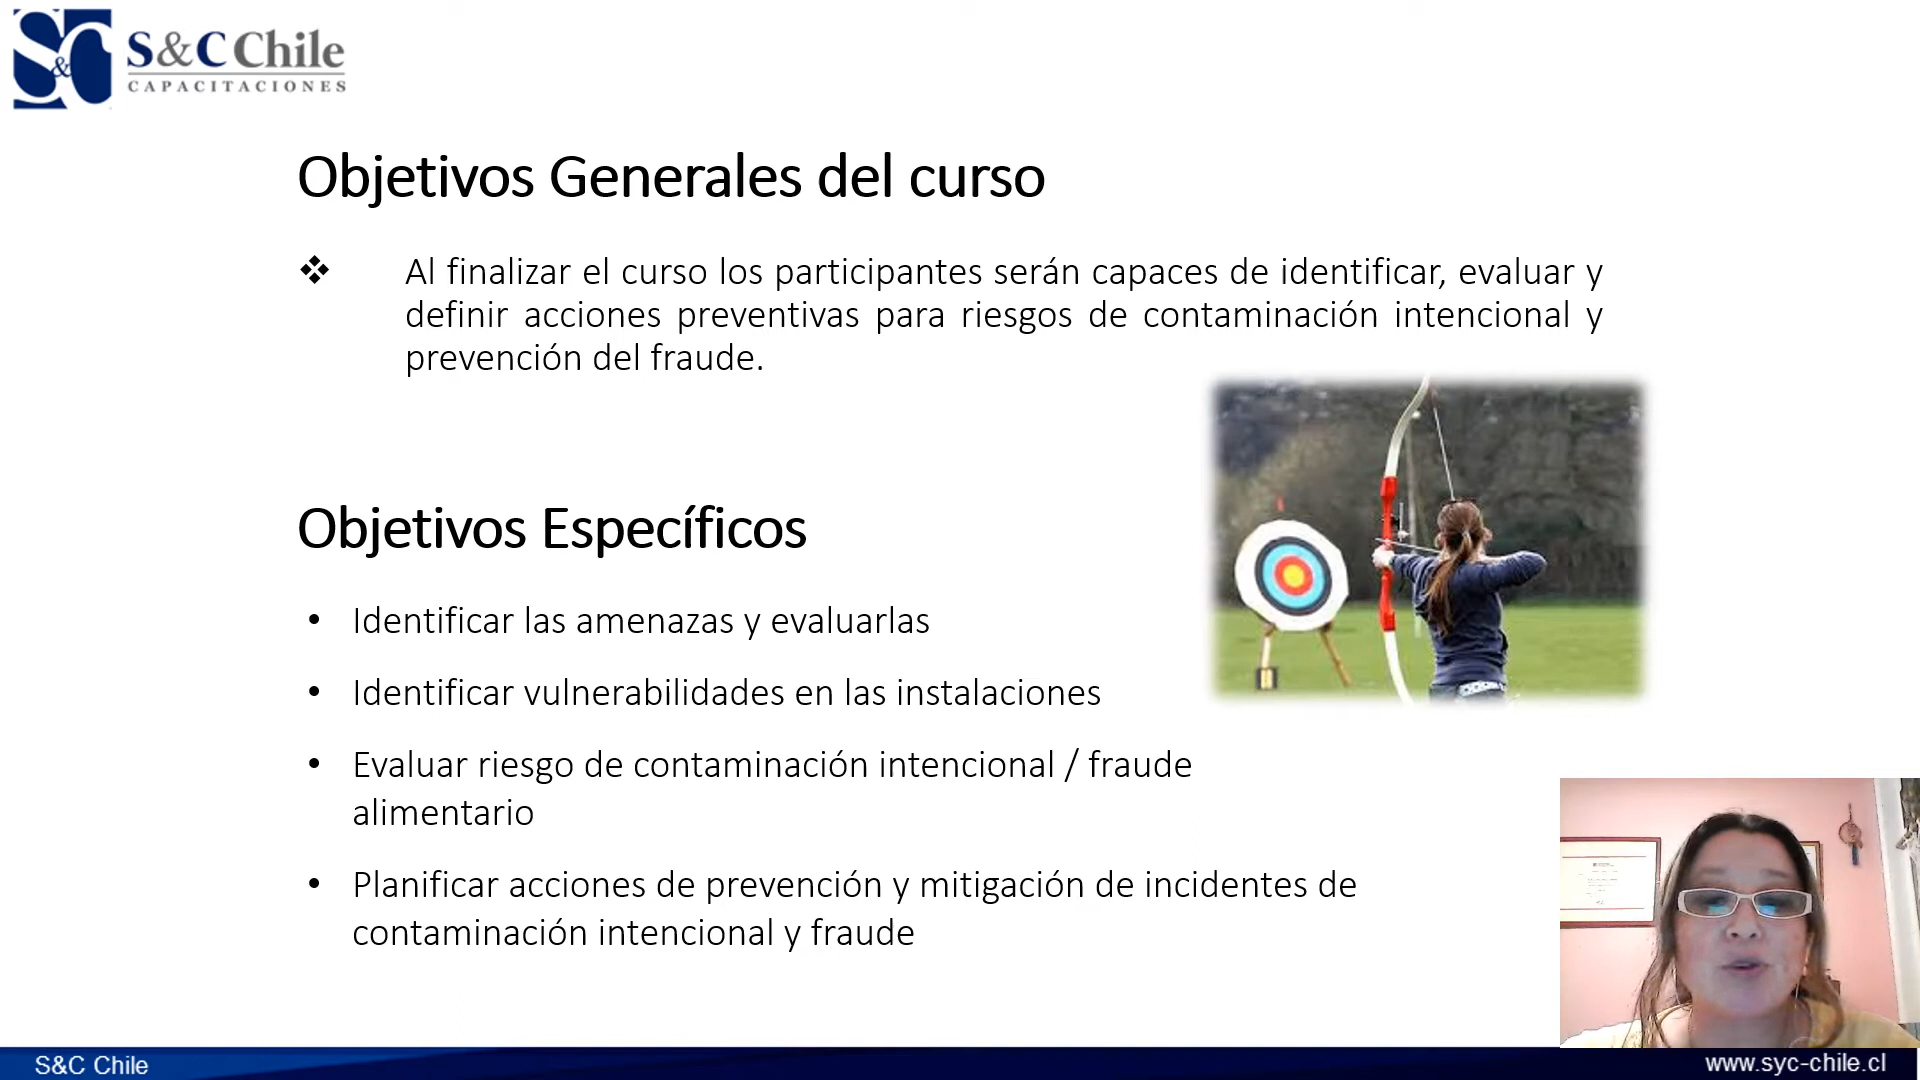 S&C
S&C Chile
CAPACITACIONES
Objetivos Generales del curso
❖ Al finalizar el curso los participantes serán capaces de identificar, evaluar y
definir acciones preventivas para riesgos de contaminación intencional y
prevención del fraude.
Objetivos Específicos
• Identificar las amenazas y evaluarlas
• Identificar vulnerabilidades en las instalaciones
• Evaluar riesgo de contaminación intencional / fraude
alimentario
• Planificar acciones de prevención y mitigación de incidentes de
contaminación intencional y fraude
S&C Chile
www.syc-chile.cl